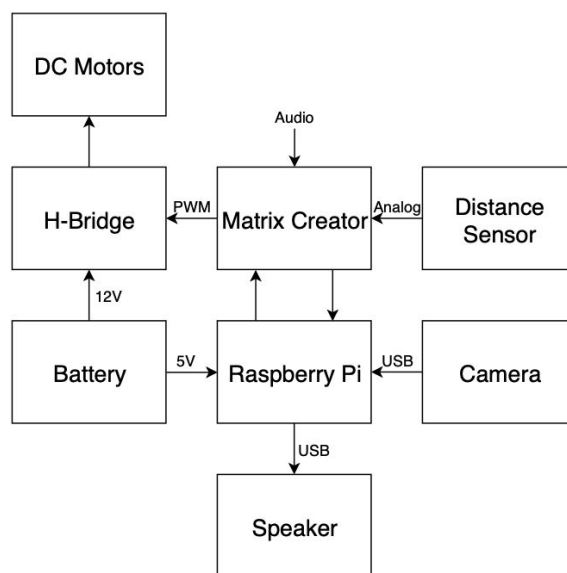 DC Motors
Audio
H-Bridge
PWM
Matrix Creator
Analog
Distance
Sensor
12V
Battery
5V
Raspberry Pi
USB
Camera
USB
Speaker